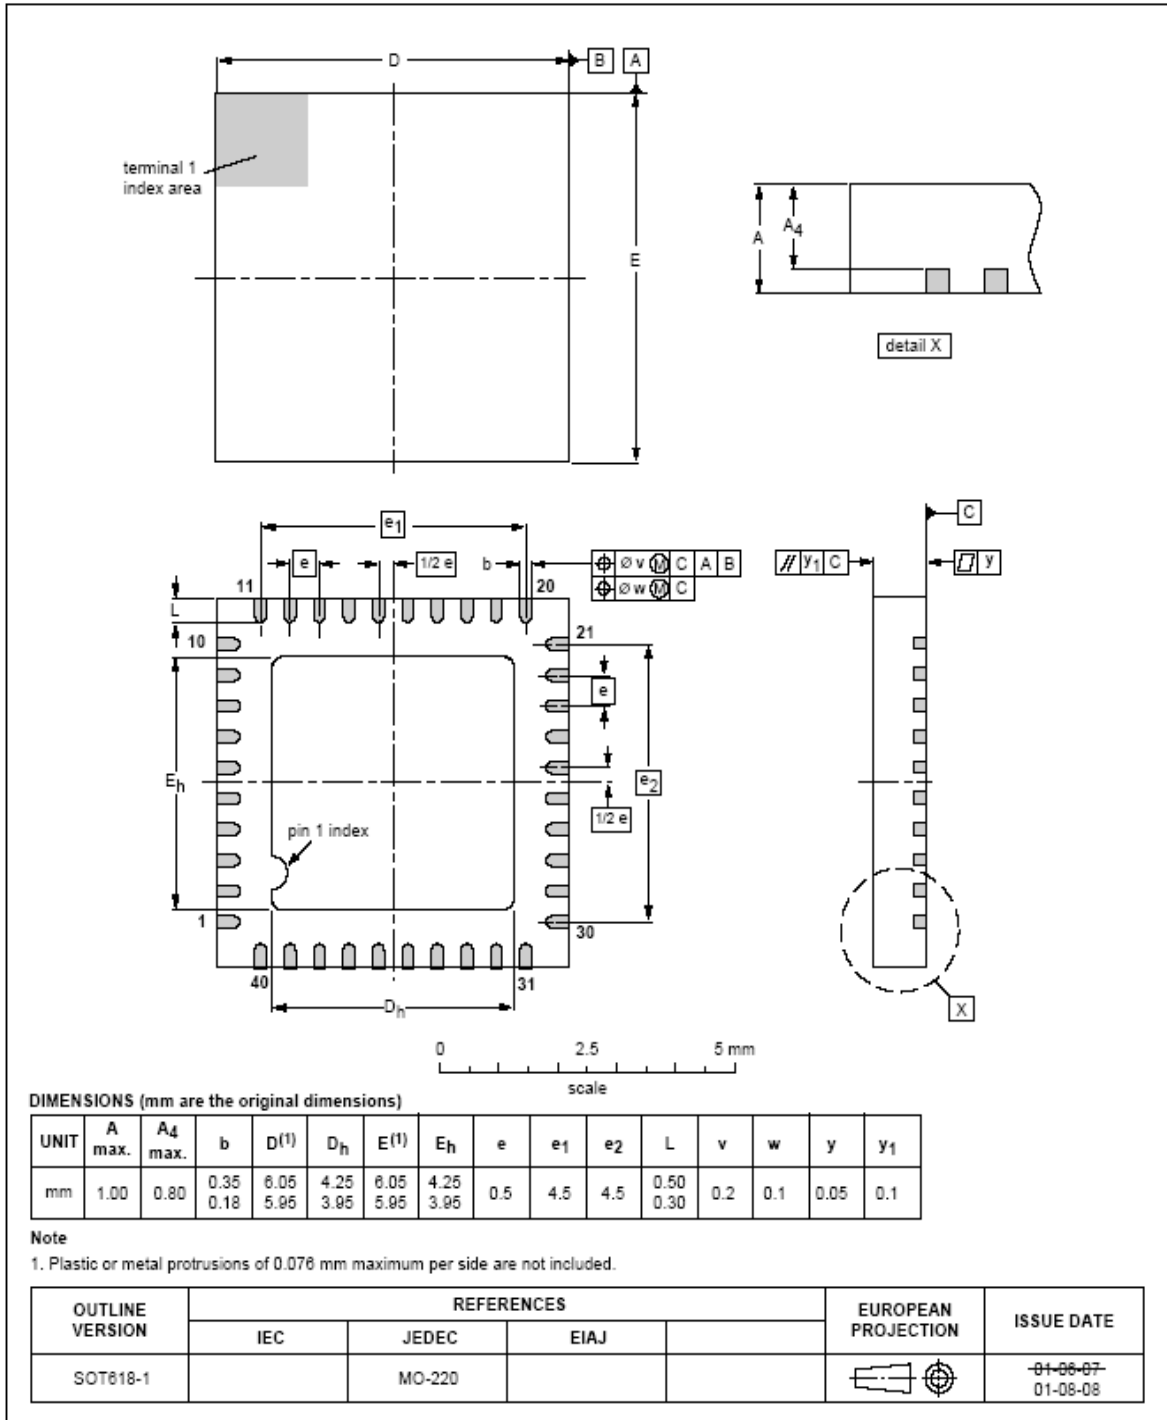 D B A
terminal 1
index area
E
A A4
detail X
e1
e 1/2 e b ⌖ Ø v Ⓜ C A B
⌖ Ø w Ⓜ C
// y1 C ▱ y
C
11 20
L
10 21
e
Eh e2
1/2 e
pin 1 index
1 30
40 31
Dh
X
0 2.5 5 mm
scale
DIMENSIONS (mm are the original dimensions)
UNIT A max. A4 max. b D(1) Dh E(1) Eh e e1 e2 L v w y y1
mm 1.00 0.80 0.35 0.18 6.05 5.95 4.25 3.95 6.05 5.95 4.25 3.95 0.5 4.5 4.5 0.50 0.30 0.2 0.1 0.05 0.1
Note
1. Plastic or metal protrusions of 0.076 mm maximum per side are not included.
OUTLINE VERSION REFERENCES EUROPEAN PROJECTION ISSUE DATE
IEC JEDEC EIAJ
SOT618-1 MO-220 01-06-07
01-08-08